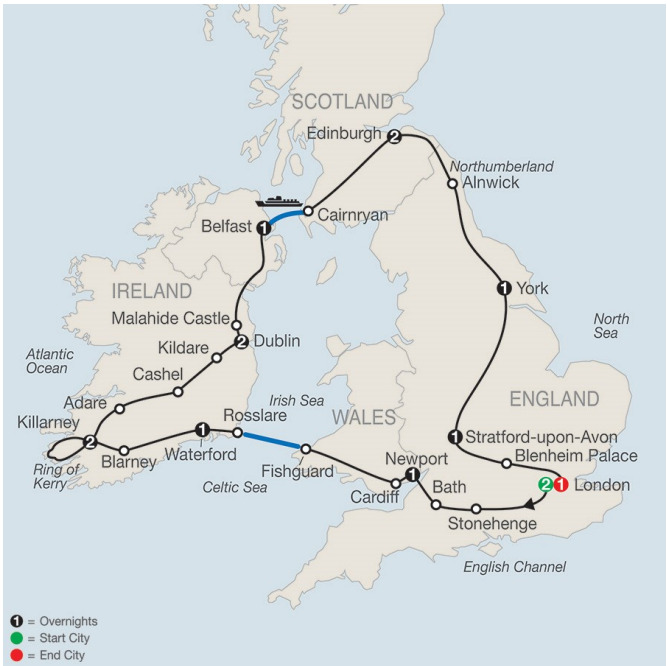 SCOTLAND
Edinburgh 2
Northumberland
Alnwick
Cairnryan
Belfast 1
IRELAND
1 York
Malahide Castle
North
Sea
2 Dublin
Kildare
Atlantic
Ocean
Cashel
ENGLAND
Irish Sea
Adare
Rosslare
WALES
Killarney
2
1
1 Stratford-upon-Avon
Waterford
Blarney
Blenheim Palace
Newport
Fishguard
Ring of
Kerry
1
Celtic Sea
Cardiff
Bath
2 1 London
Stonehenge
English Channel
1 = Overnights
= Start City
= End City